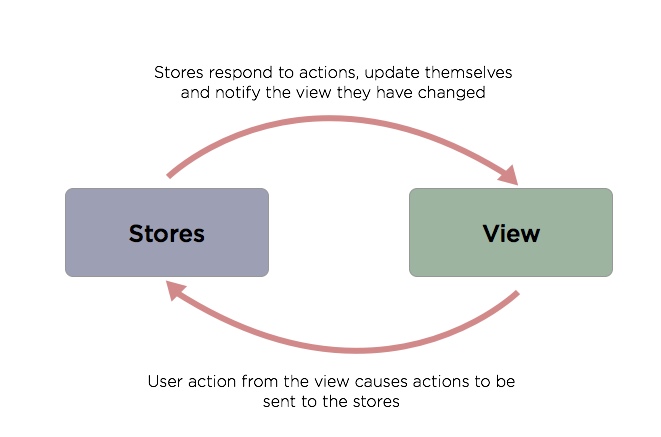 Stores respond to actions, update themselves
and notify the view they have changed
Stores
View
User action from the view causes actions to be
sent to the stores